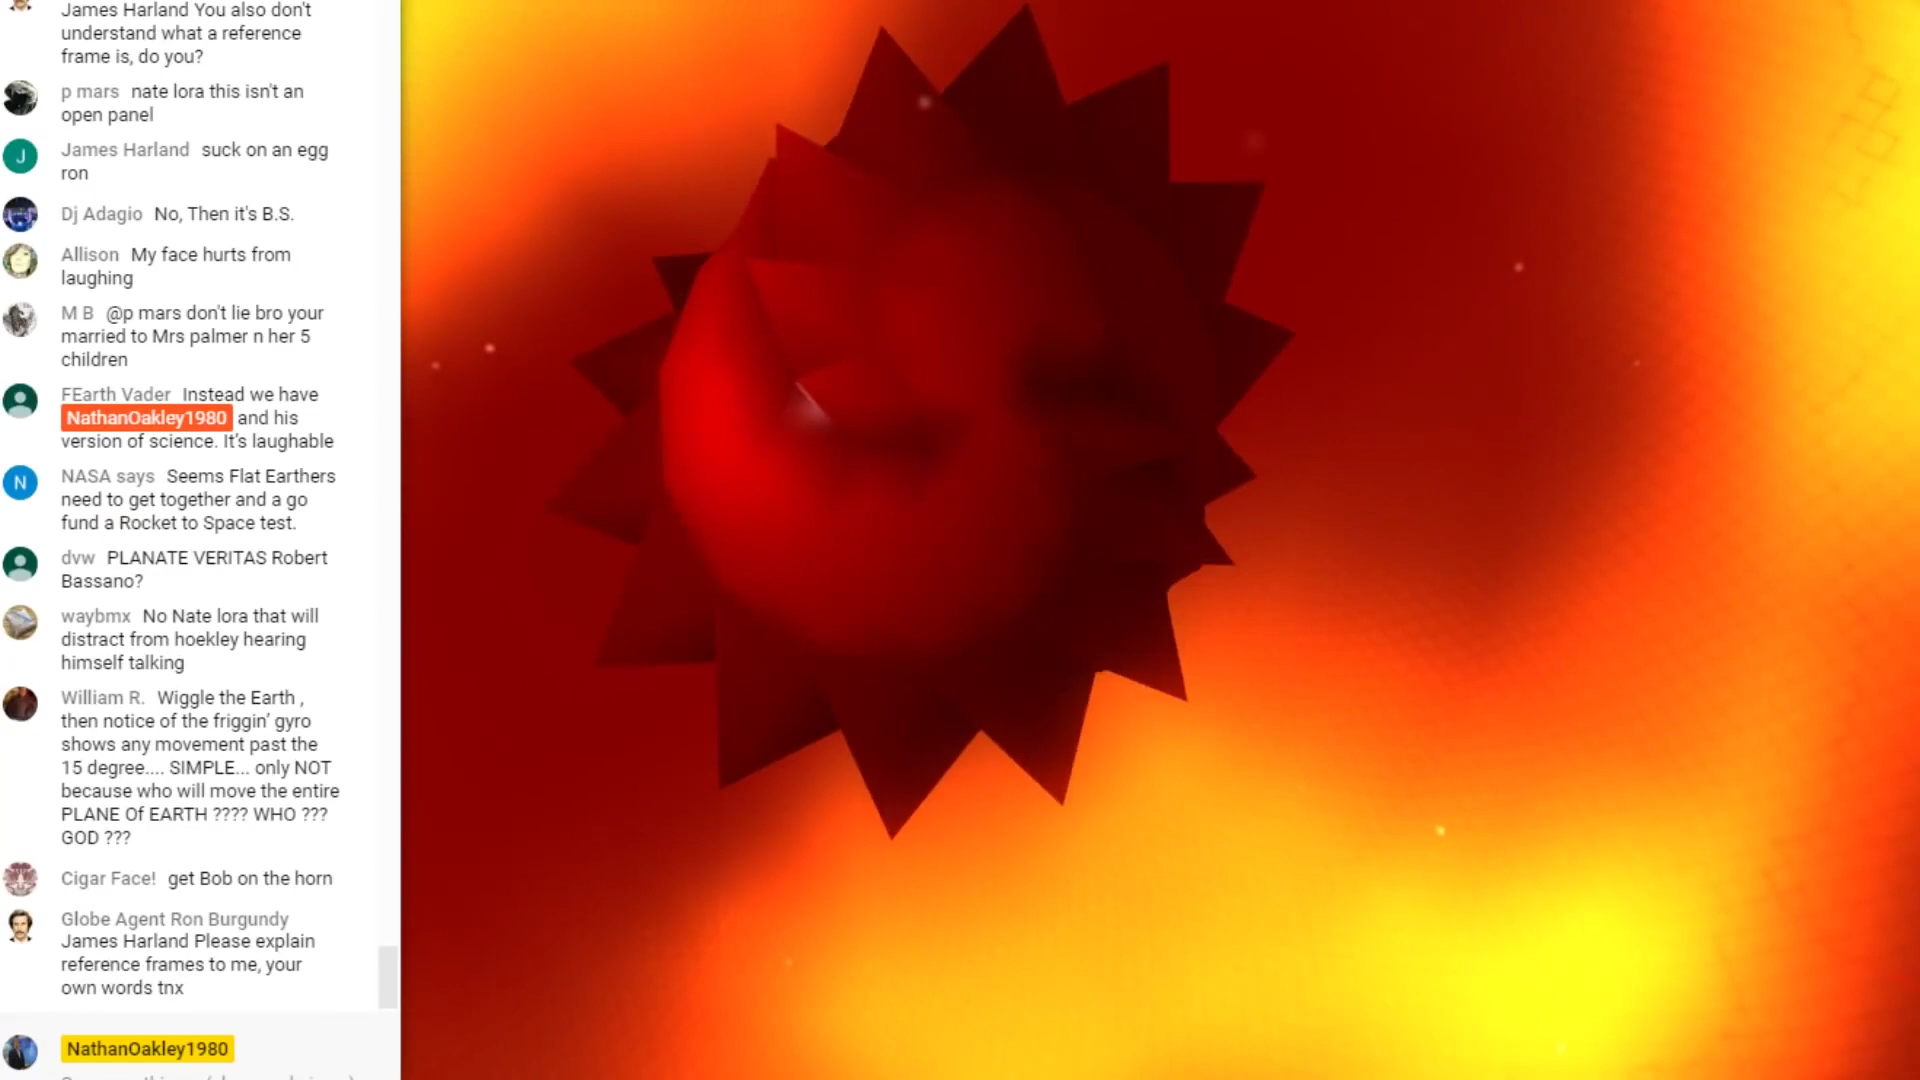 James Harland You also don't
understand what a reference
frame is, do you?
p mars nate lora this isn't an
open panel
J
James Harland suck on an egg
ron
Dj Adagio No, Then it's B.S.
Allison My face hurts from
laughing
M B @p mars don't lie bro your
married to Mrs palmer n her 5
children
FEarth Vader Instead we have
NathanOakley1980 and his
version of science. It's laughable
N
NASA says Seems Flat Earthers
need to get together and a go
fund a Rocket to Space test.
dvw PLANATE VERITAS Robert
Bassano?
waybmx No Nate lora that will
distract from hoekley hearing
himself talking
William R. Wiggle the Earth ,
then notice of the friggin' gyro
shows any movement past the
15 degree.... SIMPLE... only NOT
because who will move the entire
PLANE Of EARTH ???? WHO ???
GOD ???
Cigar Face! get Bob on the horn
Globe Agent Ron Burgundy
James Harland Please explain
reference frames to me, your
own words tnx
NathanOakley1980